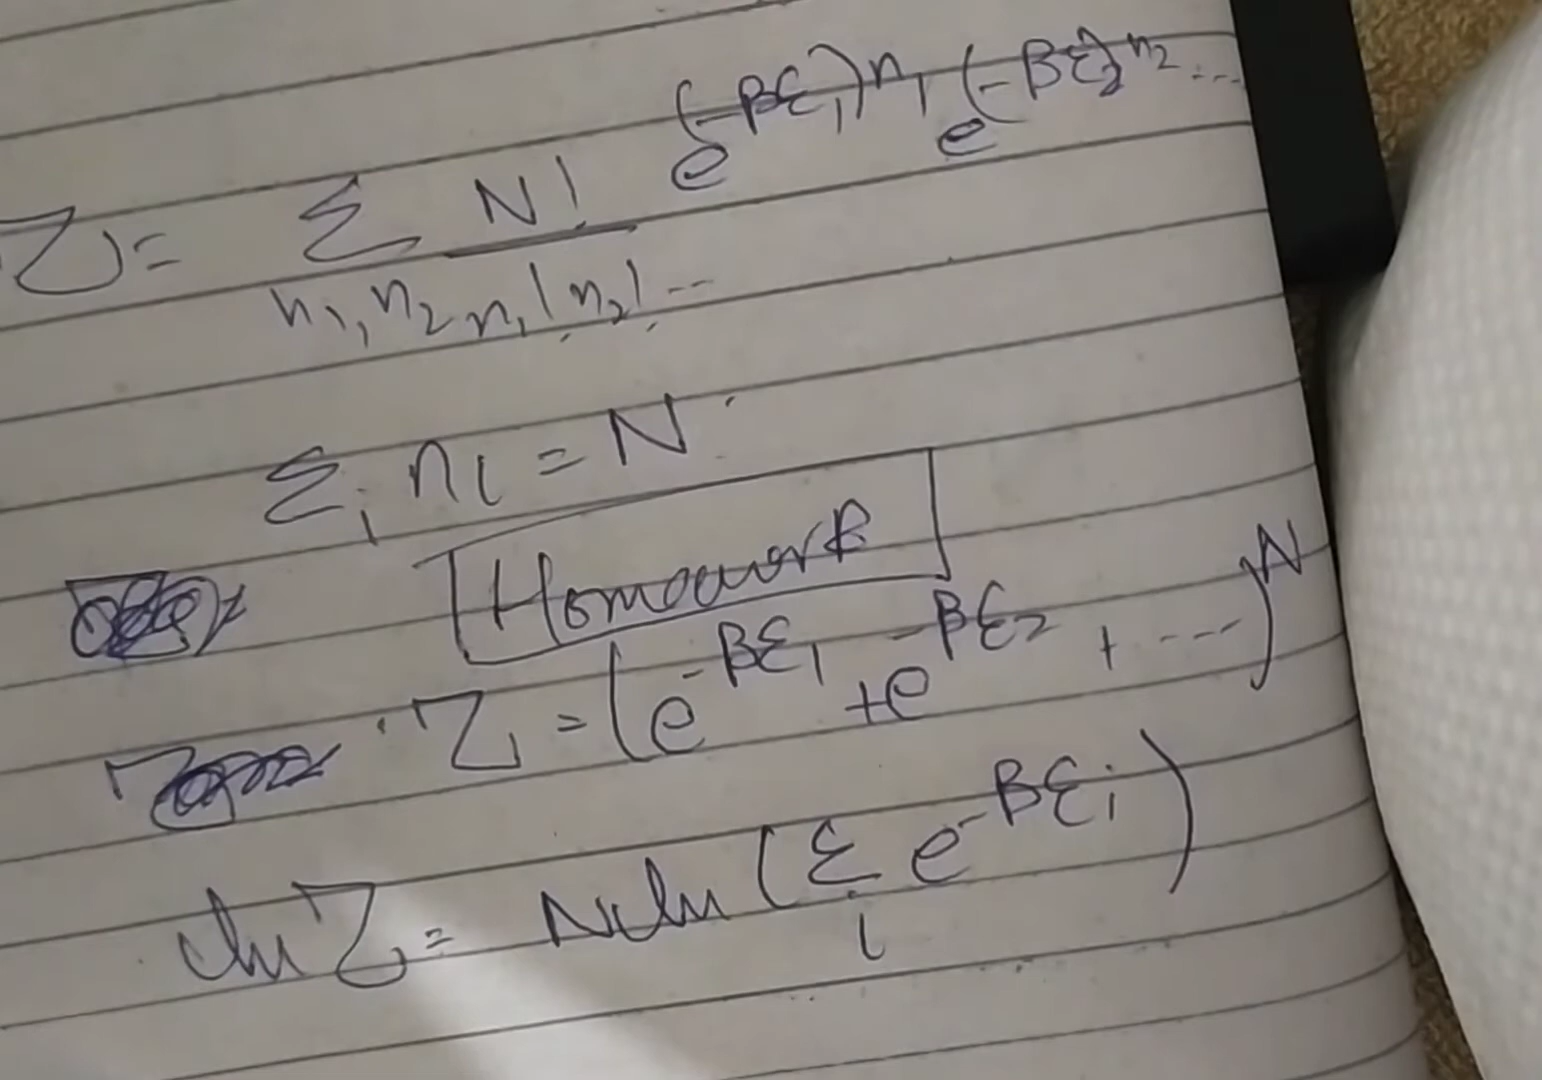 Z = Σ N! / n₁!n₂!... e^(-βε₁)n₁ e^(-βε₂)n₂ ...
n₁,n₂
Σᵢ nᵢ = N
Homework
Z = (e^-βε₁ + e^-βε₂ + ...)^N
ln Z = N ln (Σᵢ e^-βεᵢ)